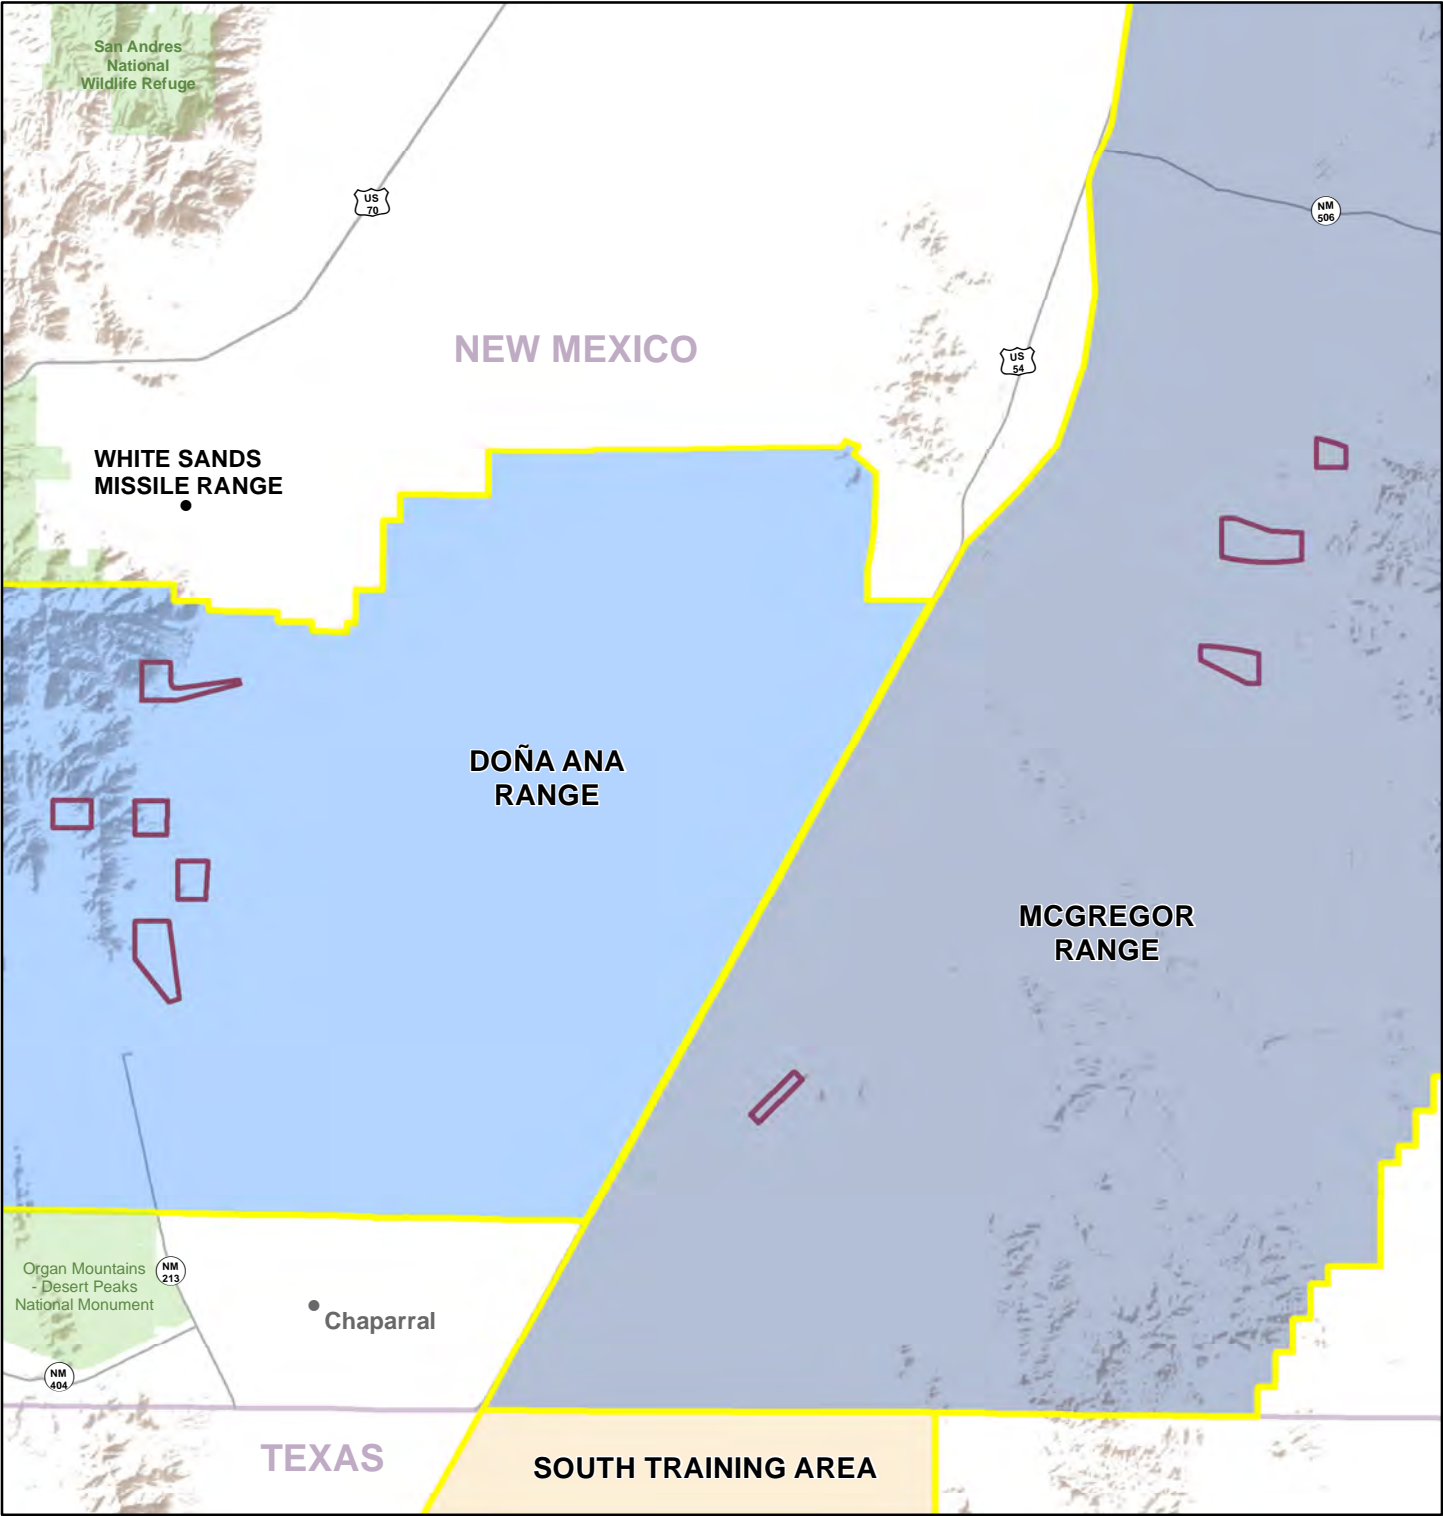 San Andres
National
Wildlife Refuge
US
70
NM
506
NEW MEXICO
US
54
WHITE SANDS
MISSILE RANGE
DOÑA ANA
RANGE
MCGREGOR
RANGE
Organ Mountains
- Desert Peaks
National Monument
NM
213
Chaparral
NM
404
TEXAS
SOUTH TRAINING AREA